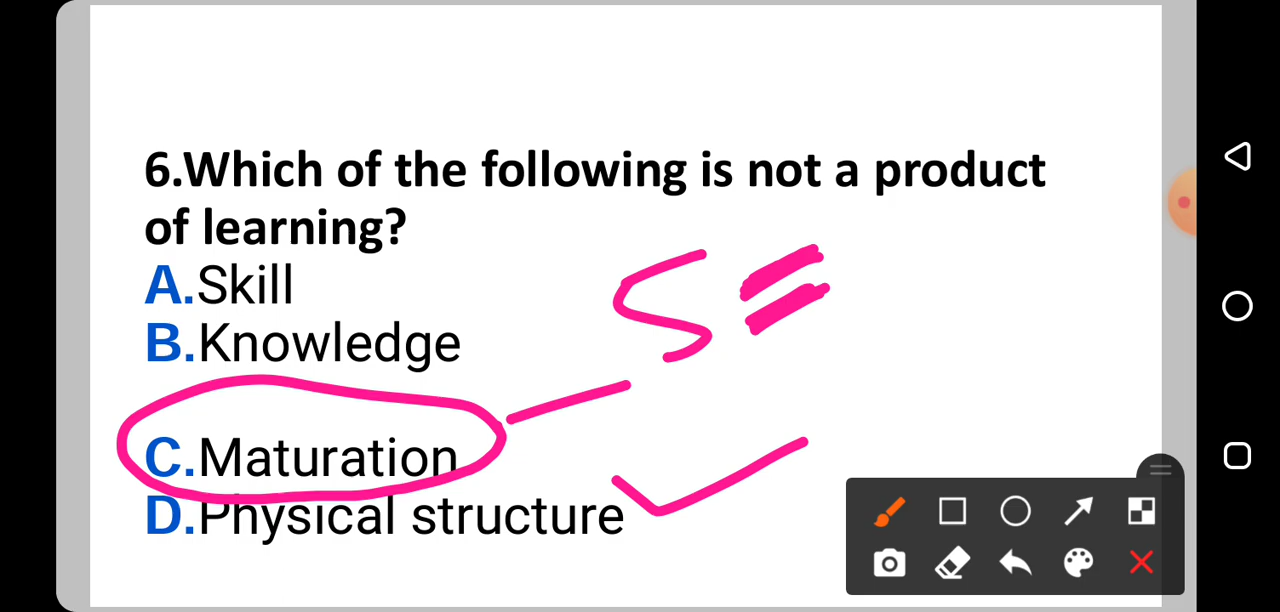 6.Which of the following is not a product
of learning?
A.Skill
B.Knowledge
C.Maturation
D.Physical structure